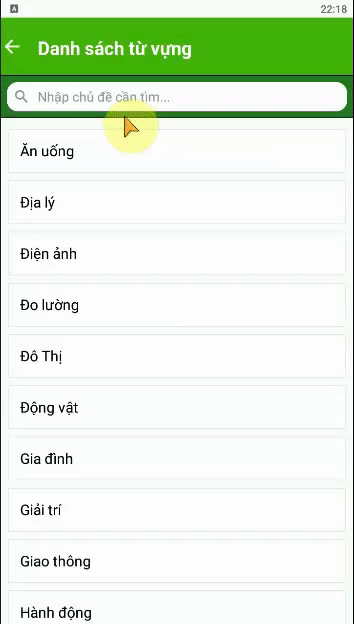 A
22:18
Danh sách từ vựng
Nhập chủ đề cần tìm...
Ăn uống
Địa lý
Điện ảnh
Đo lường
Đô Thị
Động vật
Gia đình
Giải trí
Giao thông
Hành động